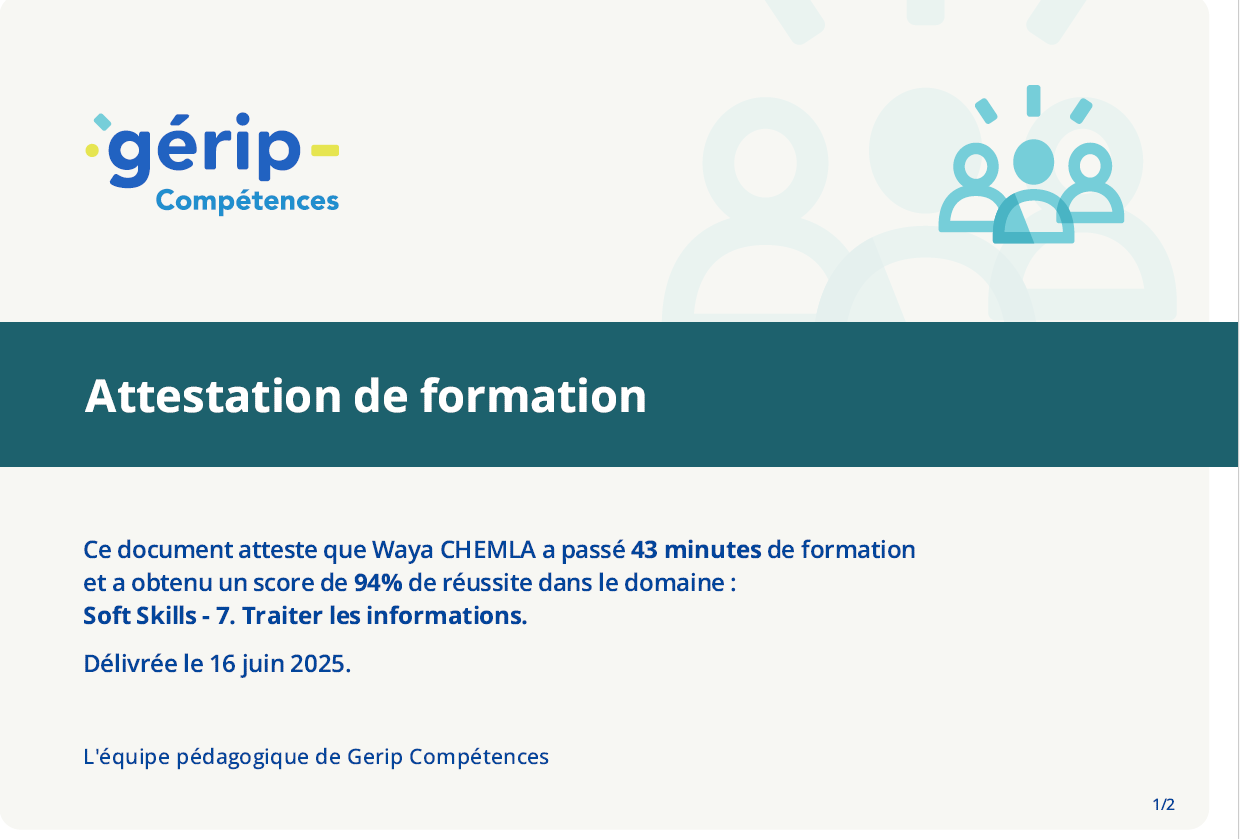 gérip
Compétences
Attestation de formation
Ce document atteste que Waya CHEMLA a passé 43 minutes de formation
et a obtenu un score de 94% de réussite dans le domaine :
Soft Skills - 7. Traiter les informations.
Délivrée le 16 juin 2025.
L'équipe pédagogique de Gerip Compétences
1/2